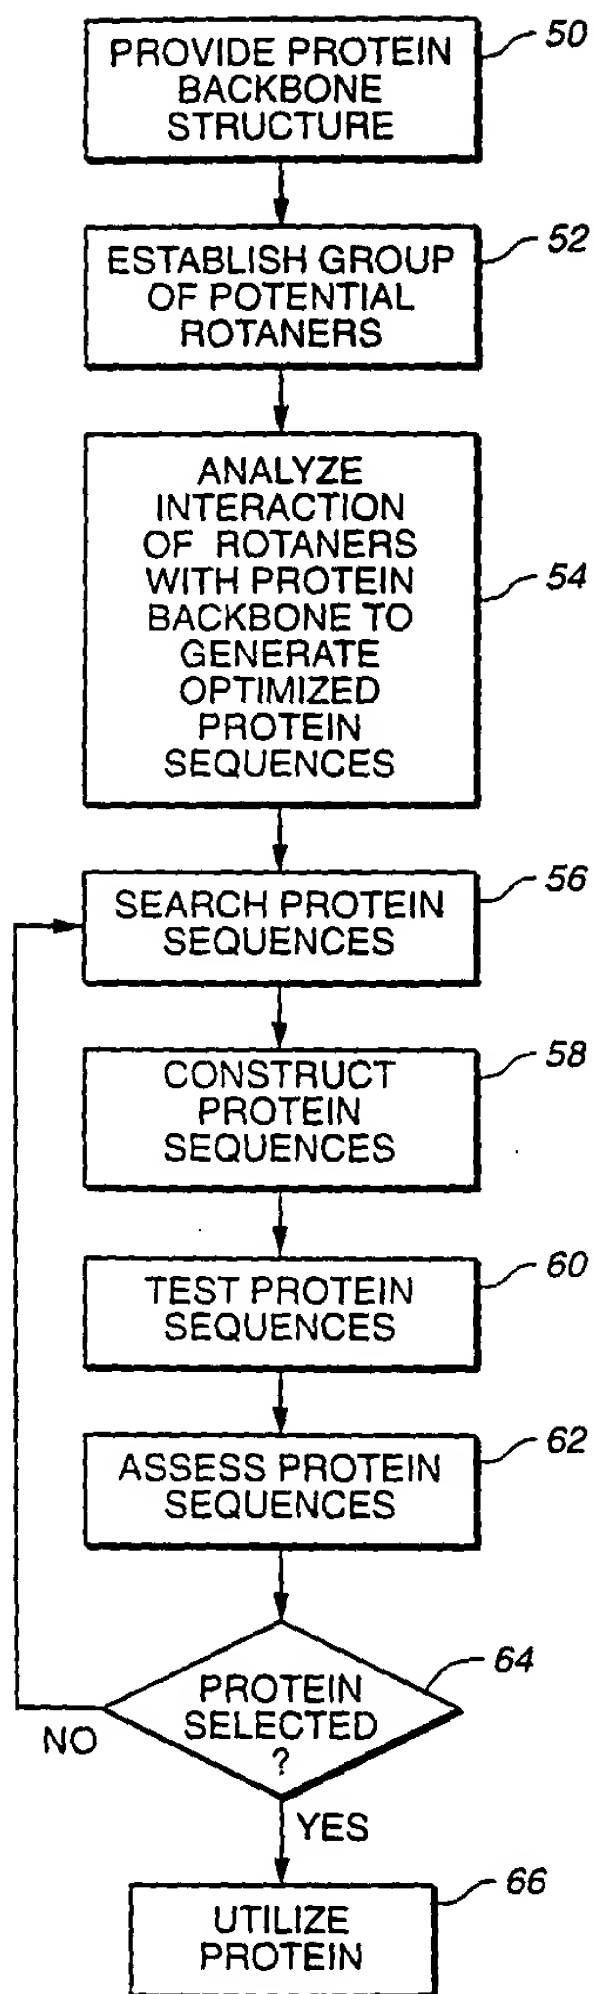 PROVIDE PROTEIN
BACKBONE
STRUCTURE
50
ESTABLISH GROUP
OF POTENTIAL
ROTANERS
52
ANALYZE
INTERACTION
OF ROTANERS
WITH PROTEIN
BACKBONE TO
GENERATE
OPTIMIZED
PROTEIN
SEQUENCES
54
SEARCH PROTEIN
SEQUENCES
56
CONSTRUCT
PROTEIN
SEQUENCES
58
TEST PROTEIN
SEQUENCES
60
ASSESS PROTEIN
SEQUENCES
62
PROTEIN
SELECTED
?
64
NO
YES
UTILIZE
PROTEIN
66